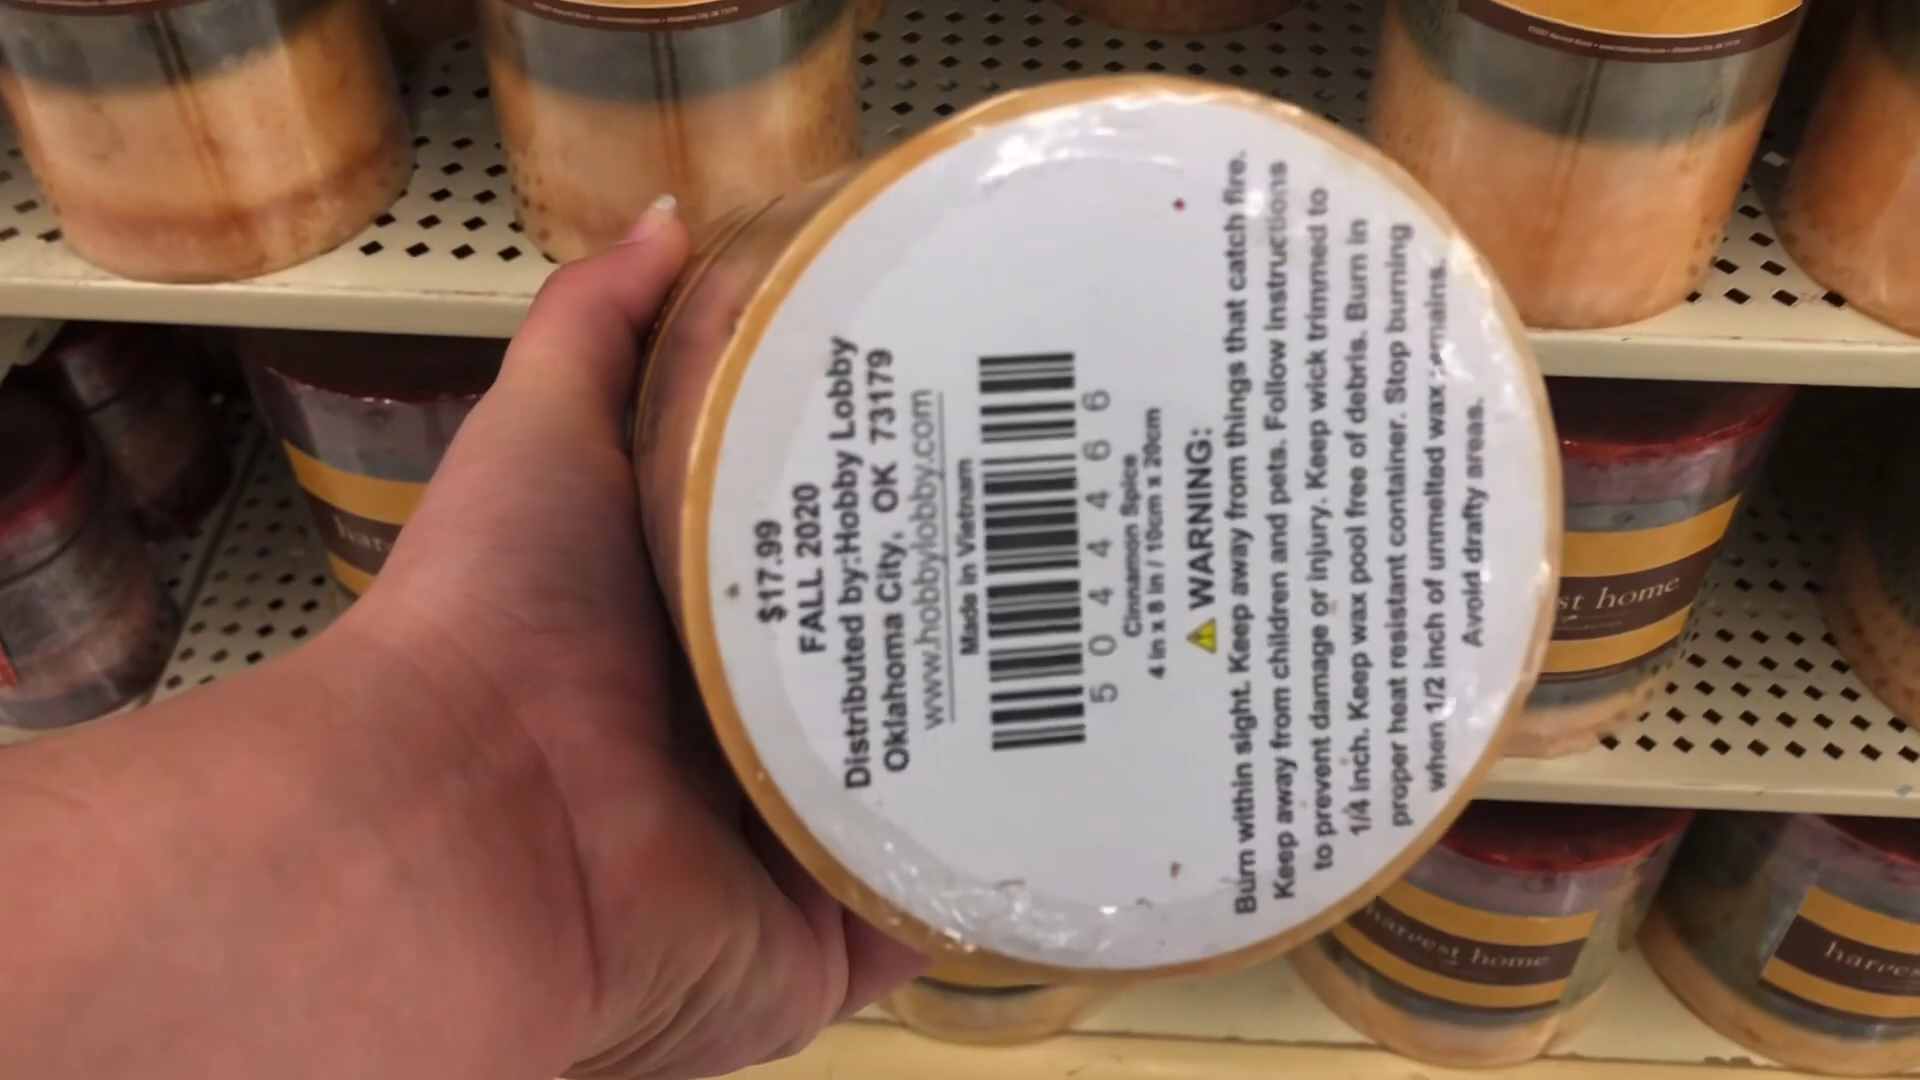 $17.99
FALL 2020
Distributed by:Hobby Lobby
Oklahoma City, OK 73179
www.hobbylobby.com
Made in Vietnam
5 0 4 4 4 6 6
Cinnamon Spice
4 in x 8 in / 10cm x 20cm
WARNING:
Burn within sight. Keep away from things that catch fire.
Keep away from children and pets. Follow instructions
to prevent damage or injury. Keep wick trimmed to
1/4 inch. Keep wax pool free of debris. Burn in
proper heat resistant container. Stop burning
when 1/2 inch of unmelted wax remains.
Avoid drafty areas.
har
st home
harvest home
harves